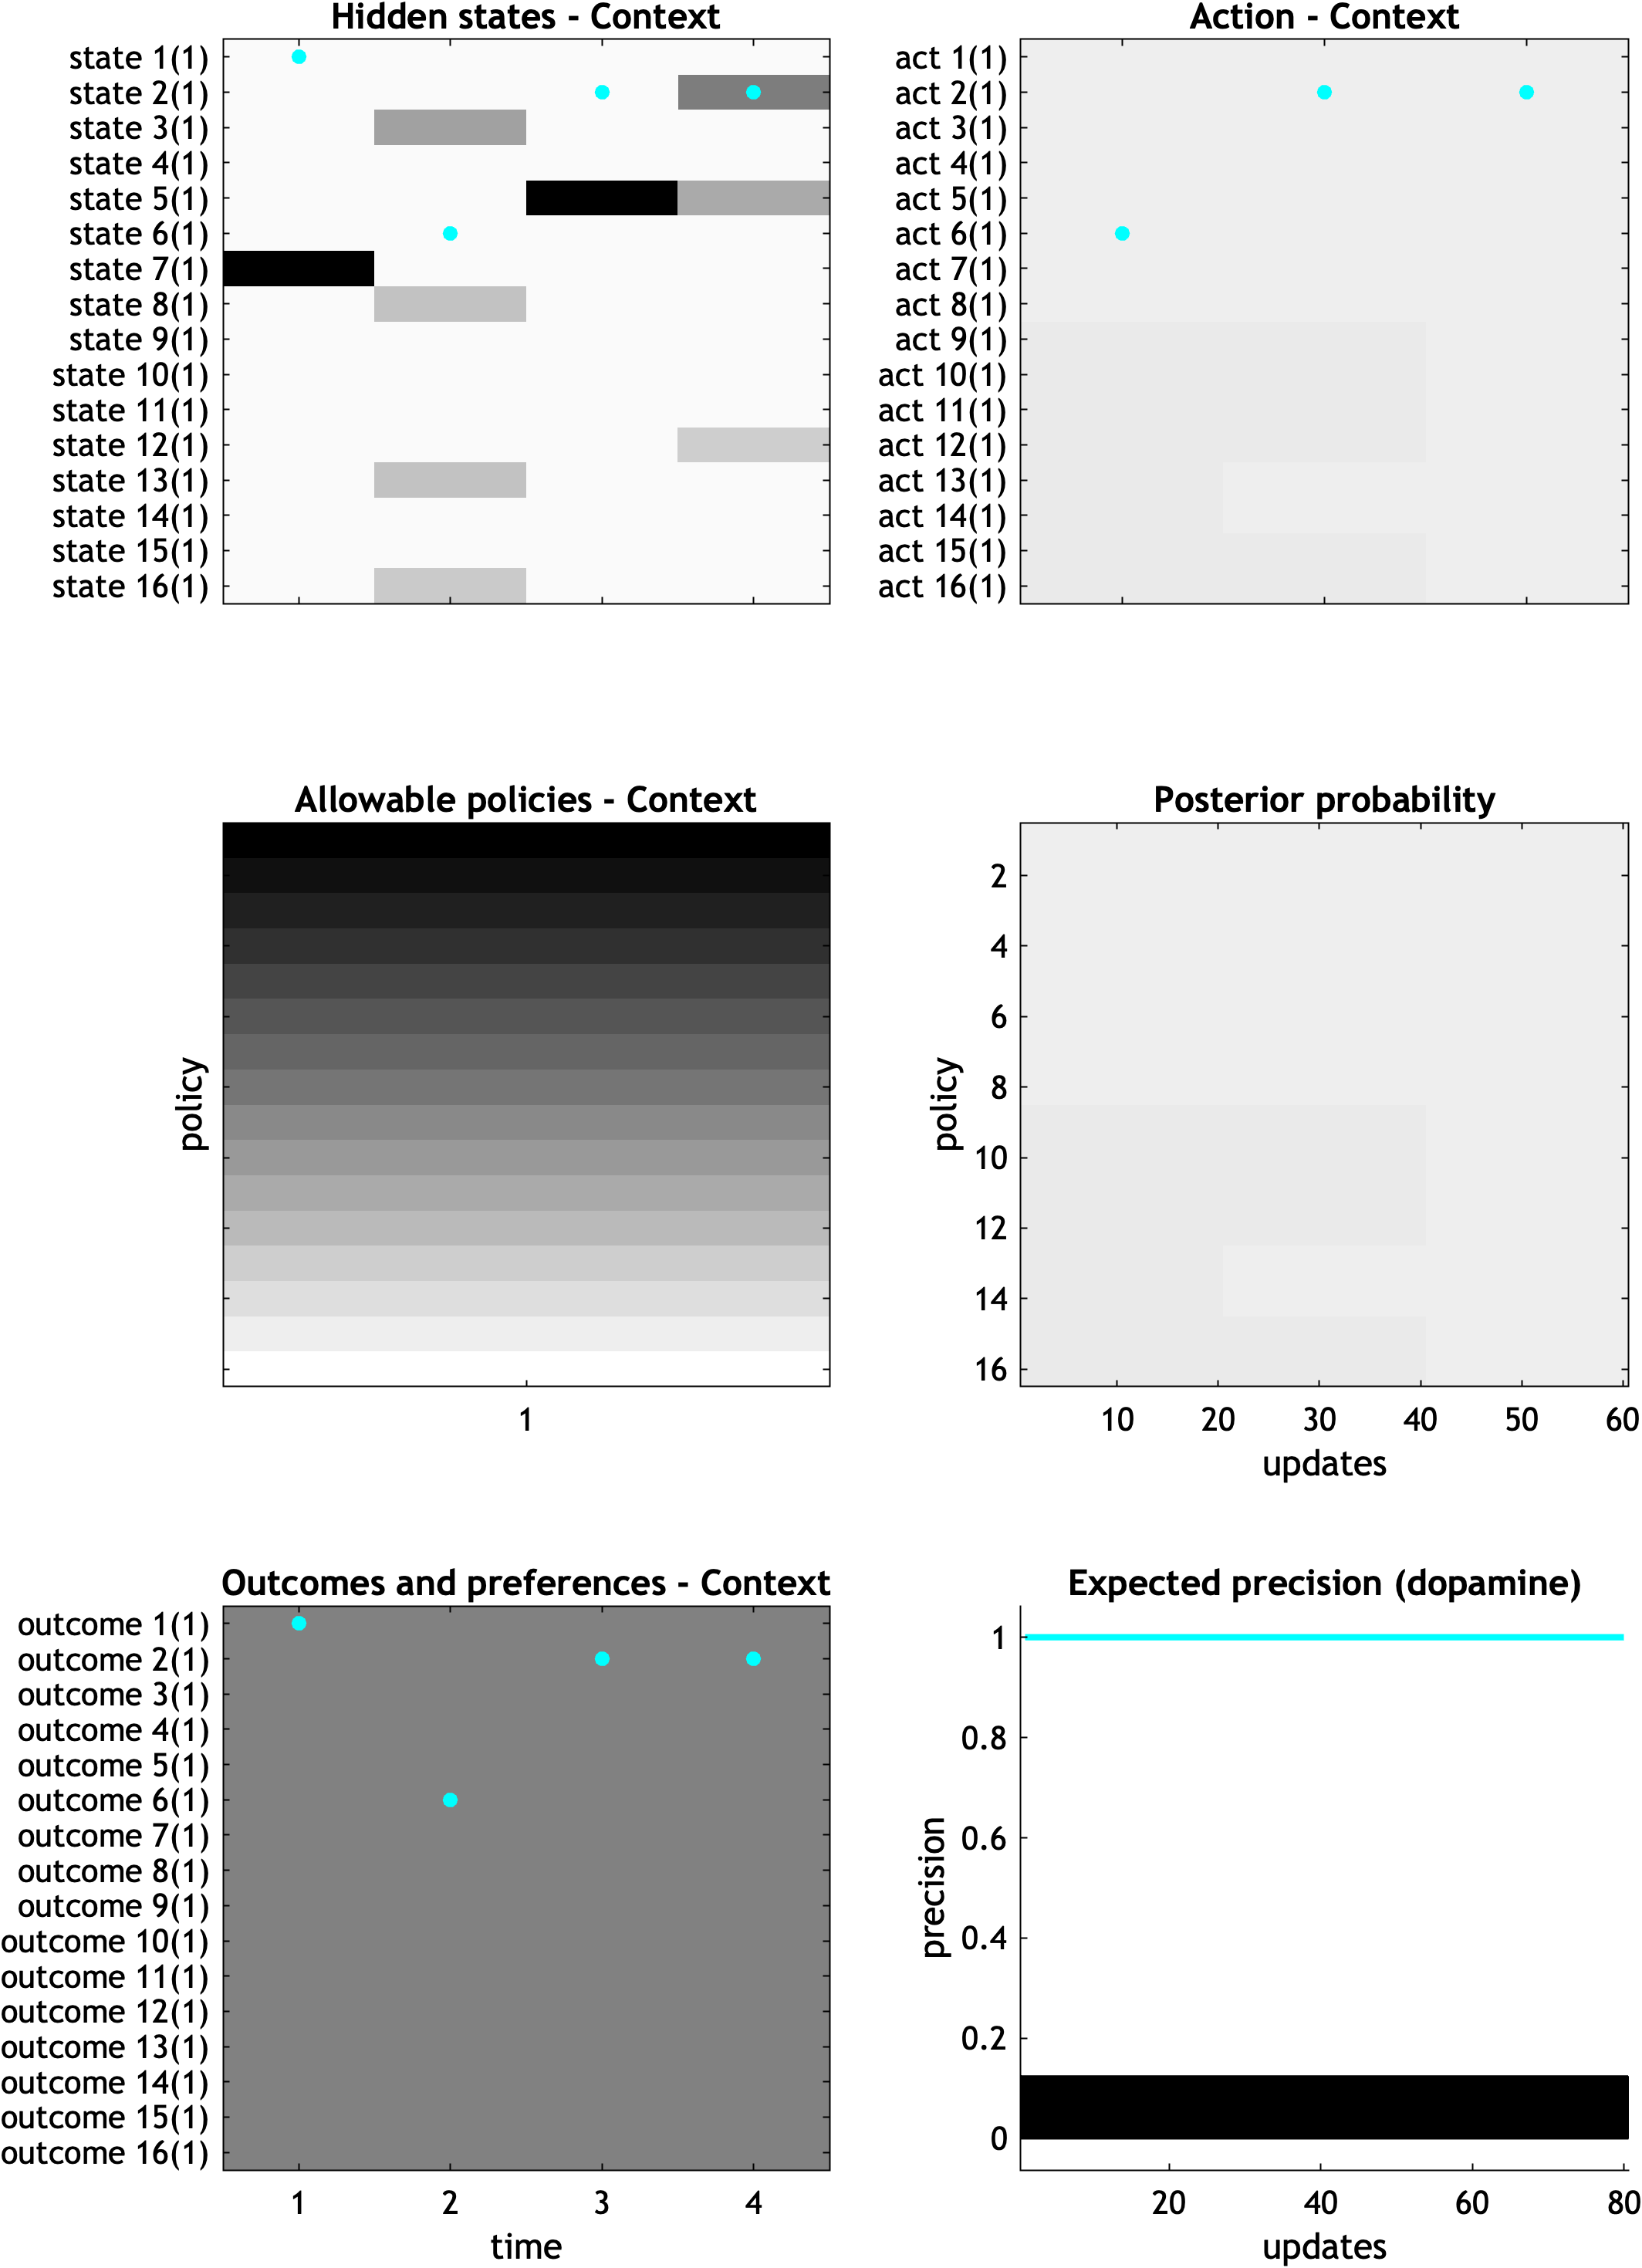 Hidden states - Context
state 1(1)
state 2(1)
state 3(1)
state 4(1)
state 5(1)
state 6(1)
state 7(1)
state 8(1)
state 9(1)
state 10(1)
state 11(1)
state 12(1)
state 13(1)
state 14(1)
state 15(1)
state 16(1)
Action - Context
act 1(1)
act 2(1)
act 3(1)
act 4(1)
act 5(1)
act 6(1)
act 7(1)
act 8(1)
act 9(1)
act 10(1)
act 11(1)
act 12(1)
act 13(1)
act 14(1)
act 15(1)
act 16(1)
Allowable policies - Context
policy
1
Posterior probability
policy
2
4
6
8
10
12
14
16
10 20 30 40 50 60
updates
Outcomes and preferences - Context
outcome 1(1)
outcome 2(1)
outcome 3(1)
outcome 4(1)
outcome 5(1)
outcome 6(1)
outcome 7(1)
outcome 8(1)
outcome 9(1)
outcome 10(1)
outcome 11(1)
outcome 12(1)
outcome 13(1)
outcome 14(1)
outcome 15(1)
outcome 16(1)
1 2 3 4
time
Expected precision (dopamine)
precision
1
0.8
0.6
0.4
0.2
0
20 40 60 80
updates